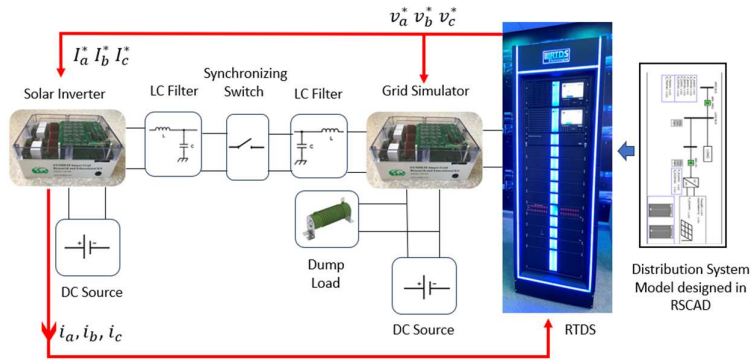 v*a v*b v*c
I*a I*b I*c
Solar Inverter
LC Filter
Synchronizing
Switch
LC Filter
Grid Simulator
RTDS
L
C
C
L
+ -
DC Source
Dump
Load
+ -
DC Source
RTDS
Distribution System
Model designed in
RSCAD
ia, ib, ic